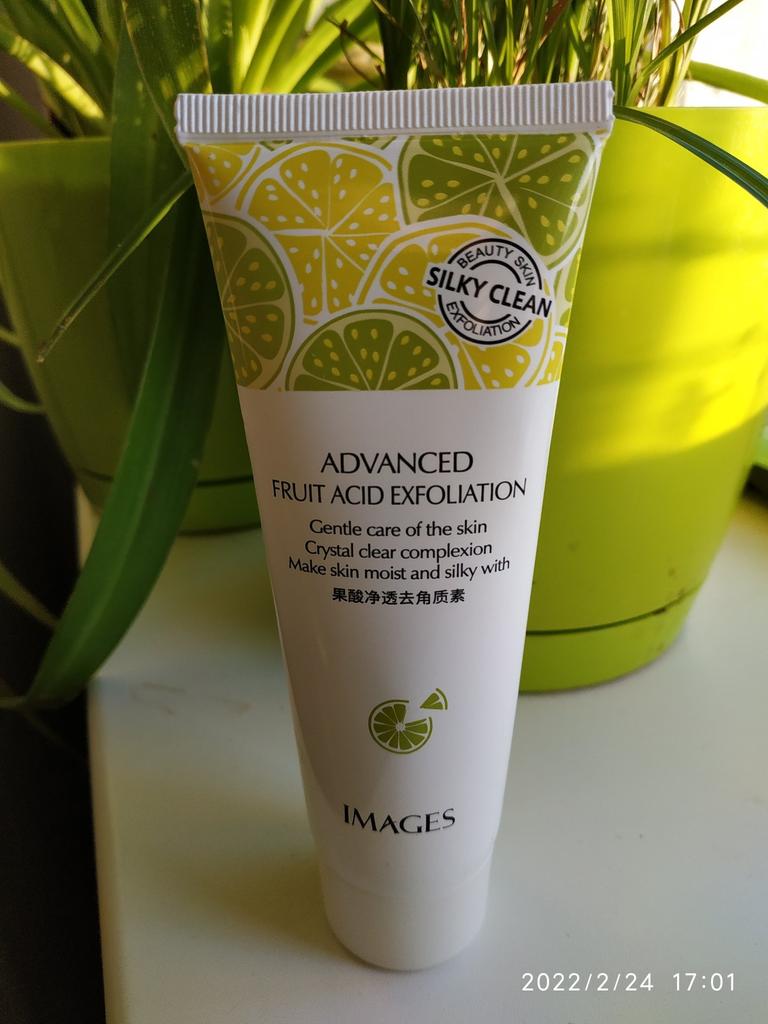 BEAUTY SKIN
SILKY CLEAN
EXFOLIATION
ADVANCED
FRUIT ACID EXFOLIATION
Gentle care of the skin
Crystal clear complexion
Make skin moist and silky with
果酸净透去角质素
IMAGES
2022/2/24 17:01